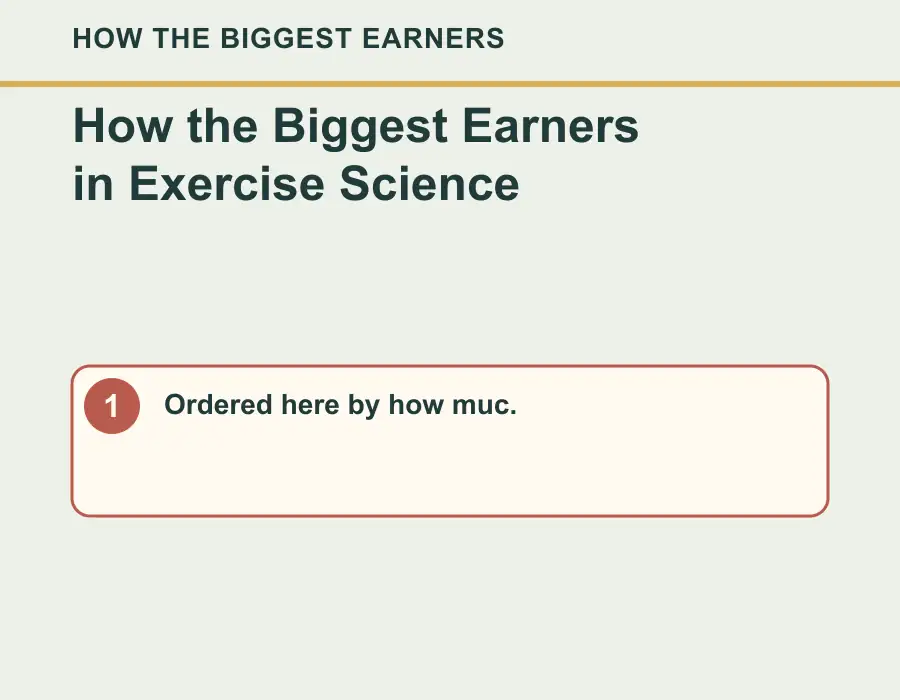 HOW THE BIGGEST EARNERS
How the Biggest Earners
in Exercise Science
1
Ordered here by how muc.